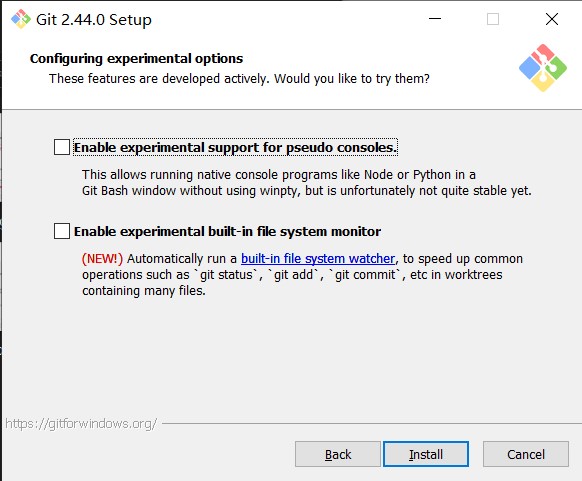 Git 2.44.0 Setup
Configuring experimental options
These features are developed actively. Would you like to try them?
Enable experimental support for pseudo consoles.
This allows running native console programs like Node or Python in a
Git Bash window without using winpty, but is unfortunately not quite stable yet.
Enable experimental built-in file system monitor
(NEW!) Automatically run a built-in file system watcher, to speed up common
operations such as `git status`, `git add`, `git commit`, etc in worktrees
containing many files.
https://gitforwindows.org/
Back Install Cancel